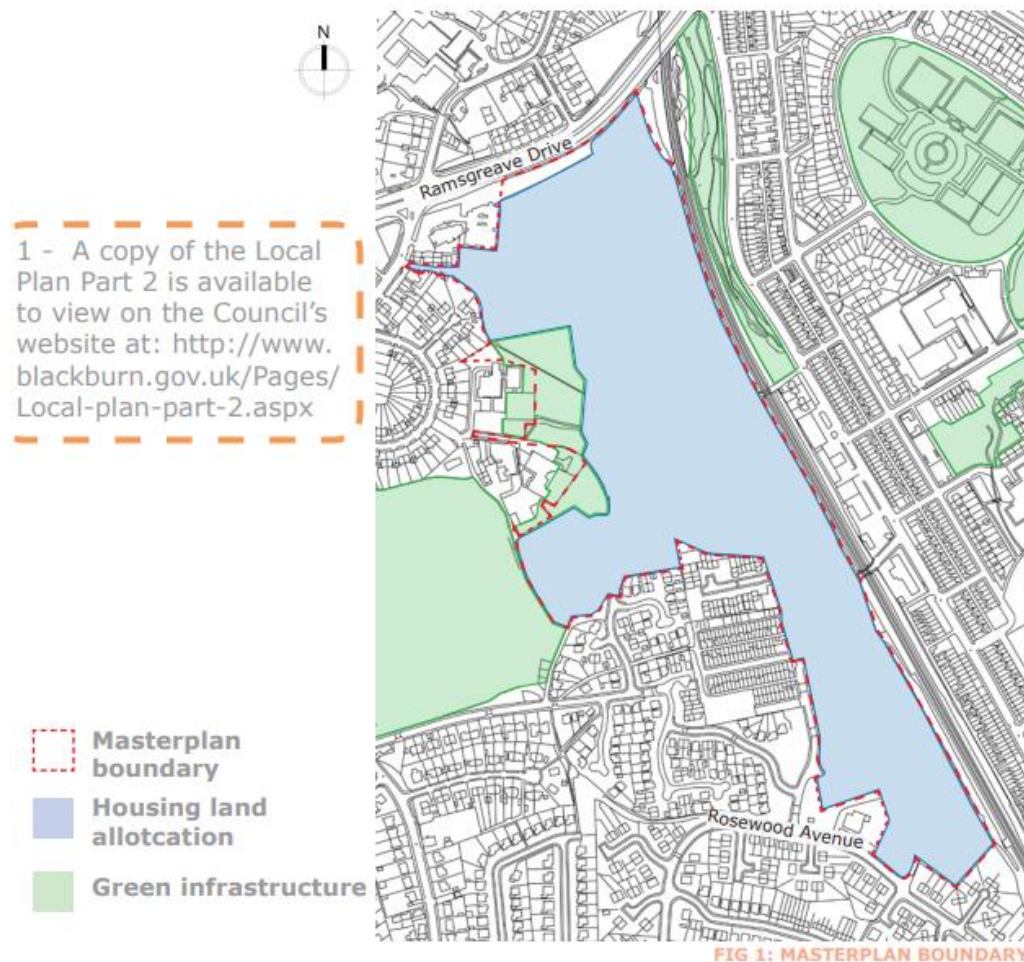 N
Ramsgreave Drive
1 - A copy of the Local
Plan Part 2 is available
to view on the Council's
website at: http://www.
blackburn.gov.uk/Pages/
Local-plan-part-2.aspx
Masterplan
boundary
Housing land
allotcation
Green infrastructure
Rosewood Avenue
FIG 1: MASTERPLAN BOUNDARY